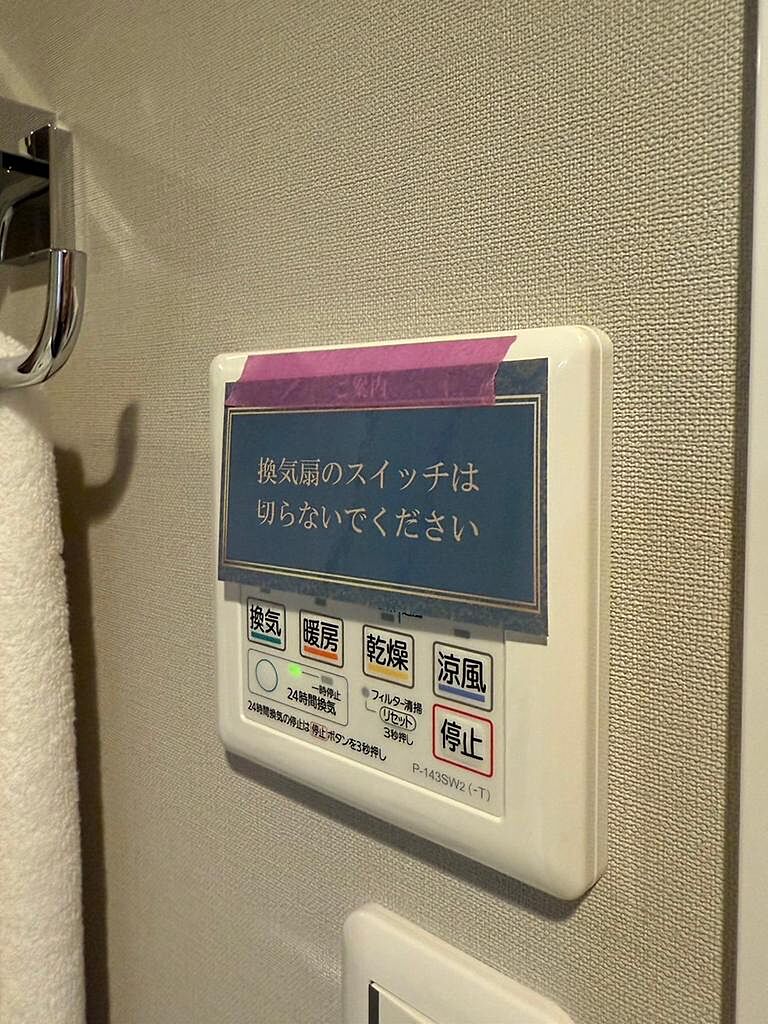 ご案内
換気扇のスイッチは
切らないでください
換気
暖房
乾燥
涼風
一時停止
24時間換気
フィルター清掃
リセット
3秒押し
停止
24時間換気の停止は停止ボタンを3秒押し
P-143SW2(-T)